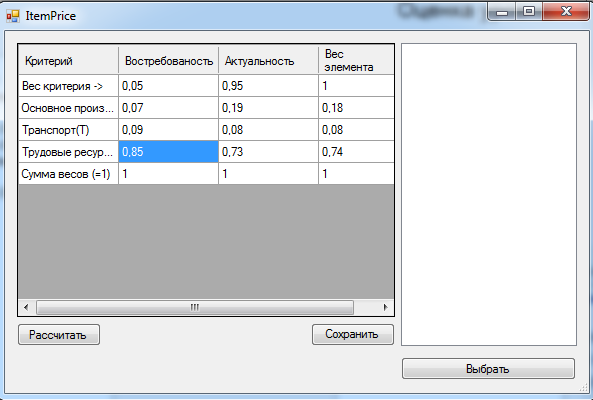 Оценка
ItemPrice
Критерий Востребованость Актуальность Вес
элемента
Вес критерия -> 0,05 0,95 1
Основное произ... 0,07 0,19 0,18
Транспорт(Т) 0,09 0,08 0,08
Трудовые ресур... 0,85 0,73 0,74
Сумма весов (=1) 1 1 1
Рассчитать Сохранить
Выбрать